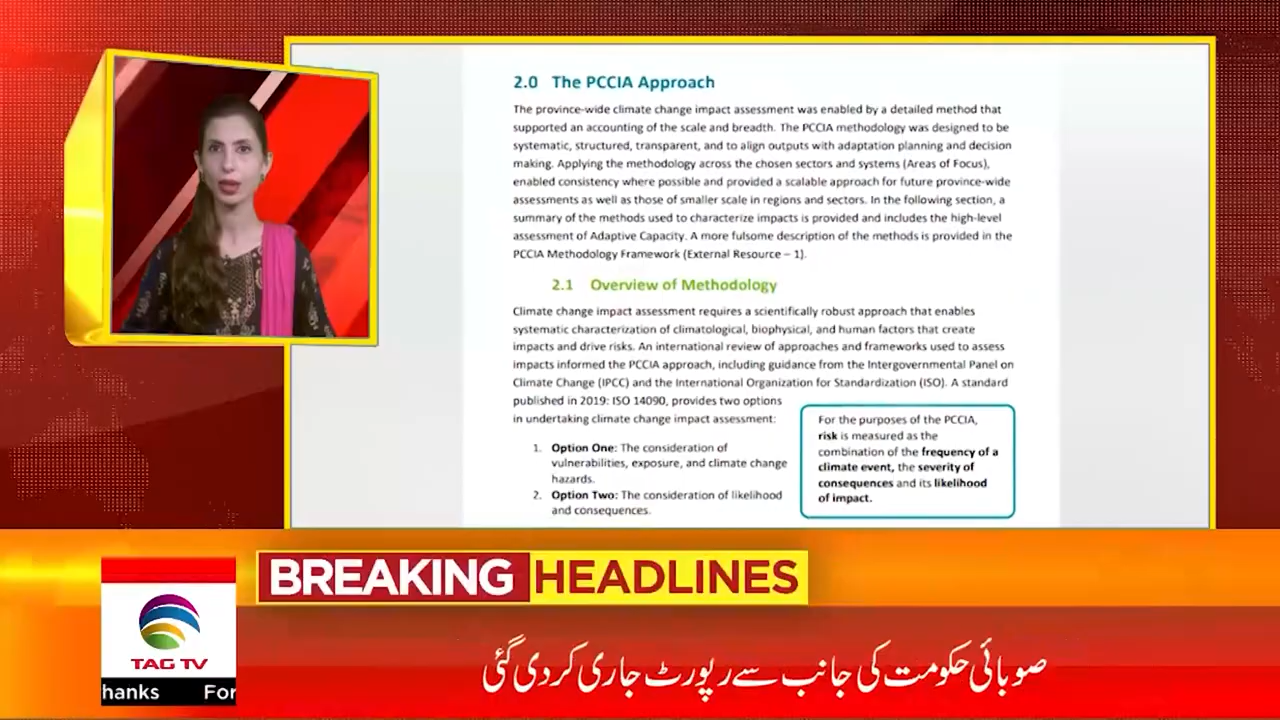 2.0 The PCCIA Approach
The province-wide climate change impact assessment was enabled by a detailed method that
supported an accounting of the scale and breadth. The PCCIA methodology was designed to be
systematic, structured, transparent, and to align outputs with adaptation planning and decision
making. Applying the methodology across the chosen sectors and systems (Areas of Focus),
enabled consistency where possible and provided a scalable approach for future province-wide
assessments as well as those of smaller scale in regions and sectors. In the following section, a
summary of the methods used to characterize impacts is provided and includes the high-level
assessment of Adaptive Capacity. A more fulsome description of the methods is provided in the
PCCIA Methodology Framework (External Resource – 1).
2.1 Overview of Methodology
Climate change impact assessment requires a scientifically robust approach that enables
systematic characterization of climatological, biophysical, and human factors that create
impacts and drive risks. An international review of approaches and frameworks used to assess
impacts informed the PCCIA approach, including guidance from the Intergovernmental Panel on
Climate Change (IPCC) and the International Organization for Standardization (ISO). A standard
published in 2019: ISO 14090, provides two options
in undertaking climate change impact assessment:
1. Option One: The consideration of
vulnerabilities, exposure, and climate change
hazards.
2. Option Two: The consideration of likelihood
and consequences.
For the purposes of the PCCIA,
risk is measured as the
combination of the frequency of a
climate event, the severity of
consequences and its likelihood
of impact.
BREAKING HEADLINES
TAG TV
hanks For
صوبائی حکومت کی جانب سے رپورٹ جاری کر دی گئی